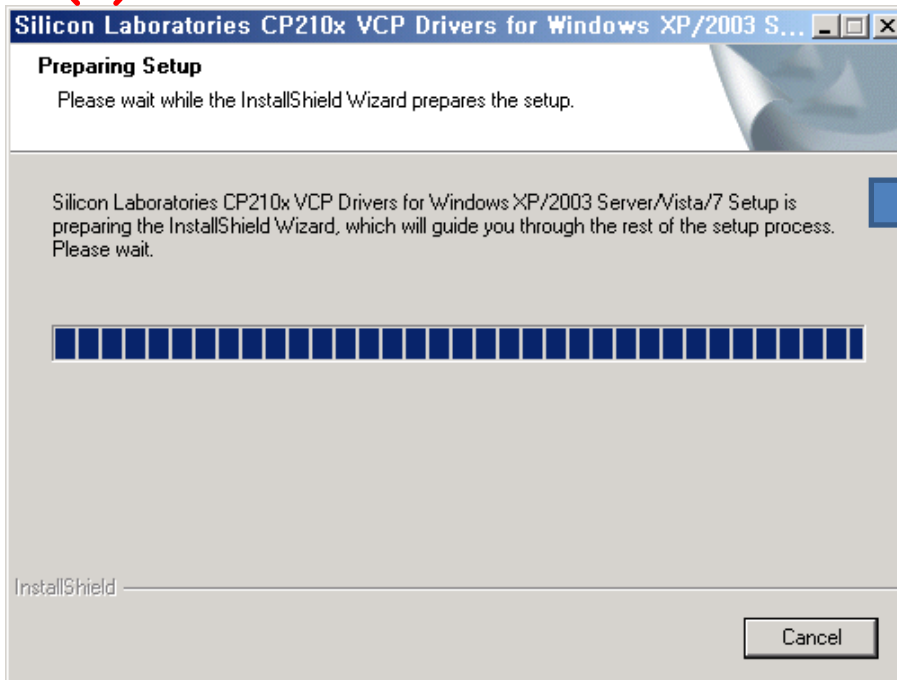 Silicon Laboratories CP210x VCP Drivers for Windows XP/2003 S...
Preparing Setup
Please wait while the InstallShield Wizard prepares the setup.
Silicon Laboratories CP210x VCP Drivers for Windows XP/2003 Server/Vista/7 Setup is
preparing the InstallShield Wizard, which will guide you through the rest of the setup process.
Please wait.
InstallShield
Cancel